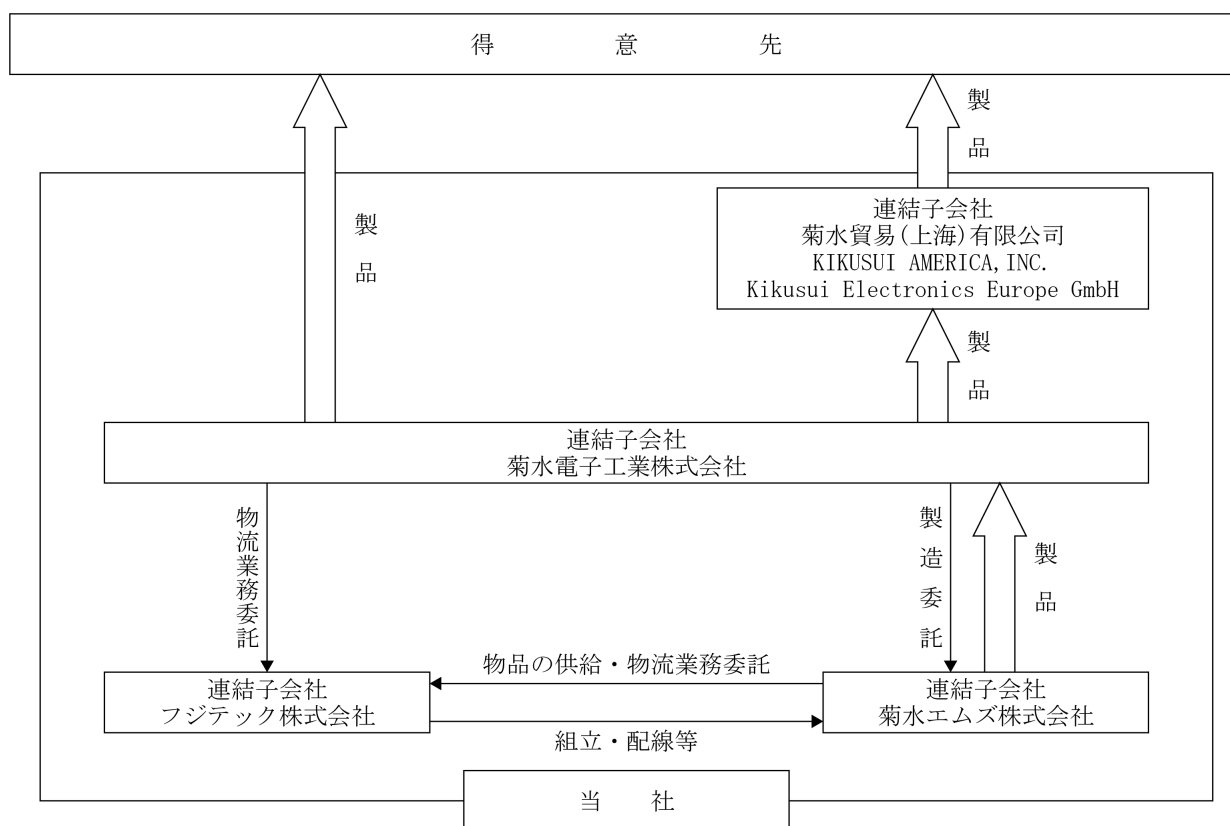 得意先
製品
連結子会社
菊水貿易(上海)有限公司
KIKUSUI AMERICA,INC.
Kikusui Electronics Europe GmbH
製品
製品
連結子会社
菊水電子工業株式会社
物流業務委託
製造委託
製品
物品の供給・物流業務委託
連結子会社
フジテック株式会社
連結子会社
菊水エムズ株式会社
組立・配線等
当社